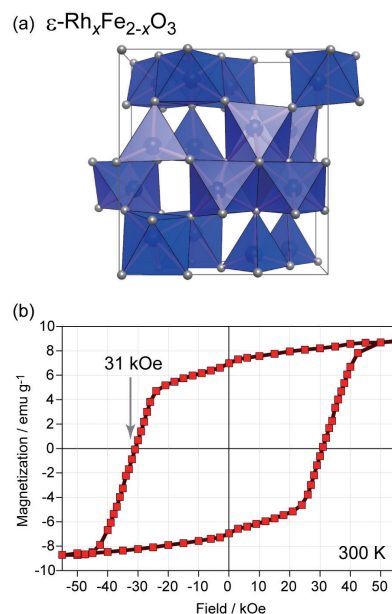 (a) ε-RhₓFe₂₋ₓO₃
(b)
10
8
6
4
2
0
-2
-4
-6
-8
-10
Magnetization / emu g⁻¹
31 kOe
300 K
-50 -40 -30 -20 -10 0 10 20 30 40 50
Field / kOe